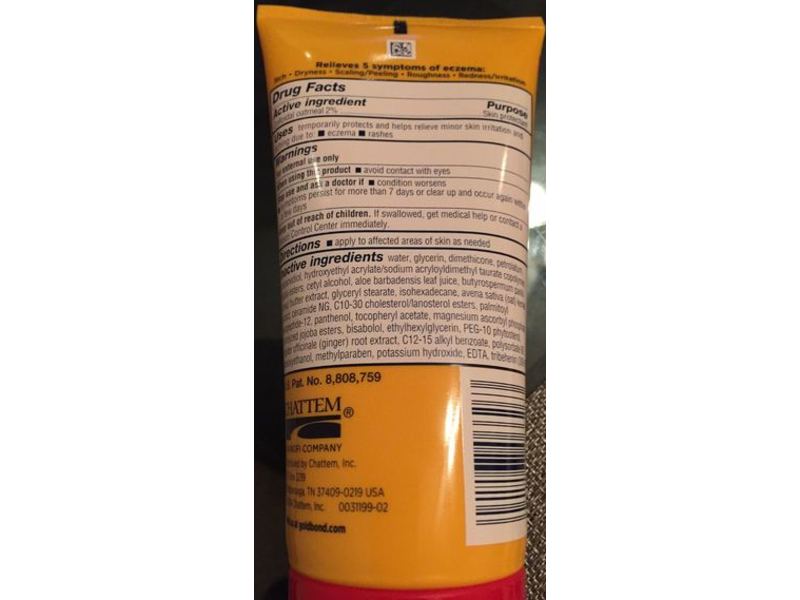 Relieves 5 symptoms of eczema:
Itch • Dryness • Scaling/Peeling • Roughness • Redness/Irritation
Drug Facts
Active ingredient Purpose
Colloidal oatmeal 2% Skin protectant
Uses temporarily protects and helps relieve minor skin irritation and
itching due to: ■ eczema ■ rashes
Warnings
For external use only
When using this product ■ avoid contact with eyes
Stop use and ask a doctor if ■ condition worsens
symptoms persist for more than 7 days or clear up and occur again within
a few days
Keep out of reach of children. If swallowed, get medical help or contact a
Poison Control Center immediately.
Directions ■ apply to affected areas of skin as needed
Inactive ingredients water, glycerin, dimethicone, petrolatum,
hydroxyethyl acrylate/sodium acryloyldimethyl taurate copolymer
esters, cetyl alcohol, aloe barbadensis leaf juice, butyrospermum
butter extract, glyceryl stearate, isohexadecane, avena sativa (oat)
ceramide NG, C10-30 cholesterol/lanosterol esters, palmitoyl
panthenol, tocopheryl acetate, magnesium ascorbyl phosphate
jojoba esters, bisabolol, ethylhexylglycerin, PEG-10 phytosterol
officinale (ginger) root extract, C12-15 alkyl benzoate, polysorbate
methylparaben, potassium hydroxide, EDTA, tribehenin
Pat. No. 8,808,759
CHATTEM®
COMPANY
by Chattem, Inc.
TN 37409-0219 USA
Chattem, Inc. 0031199-02
at goldbond.com